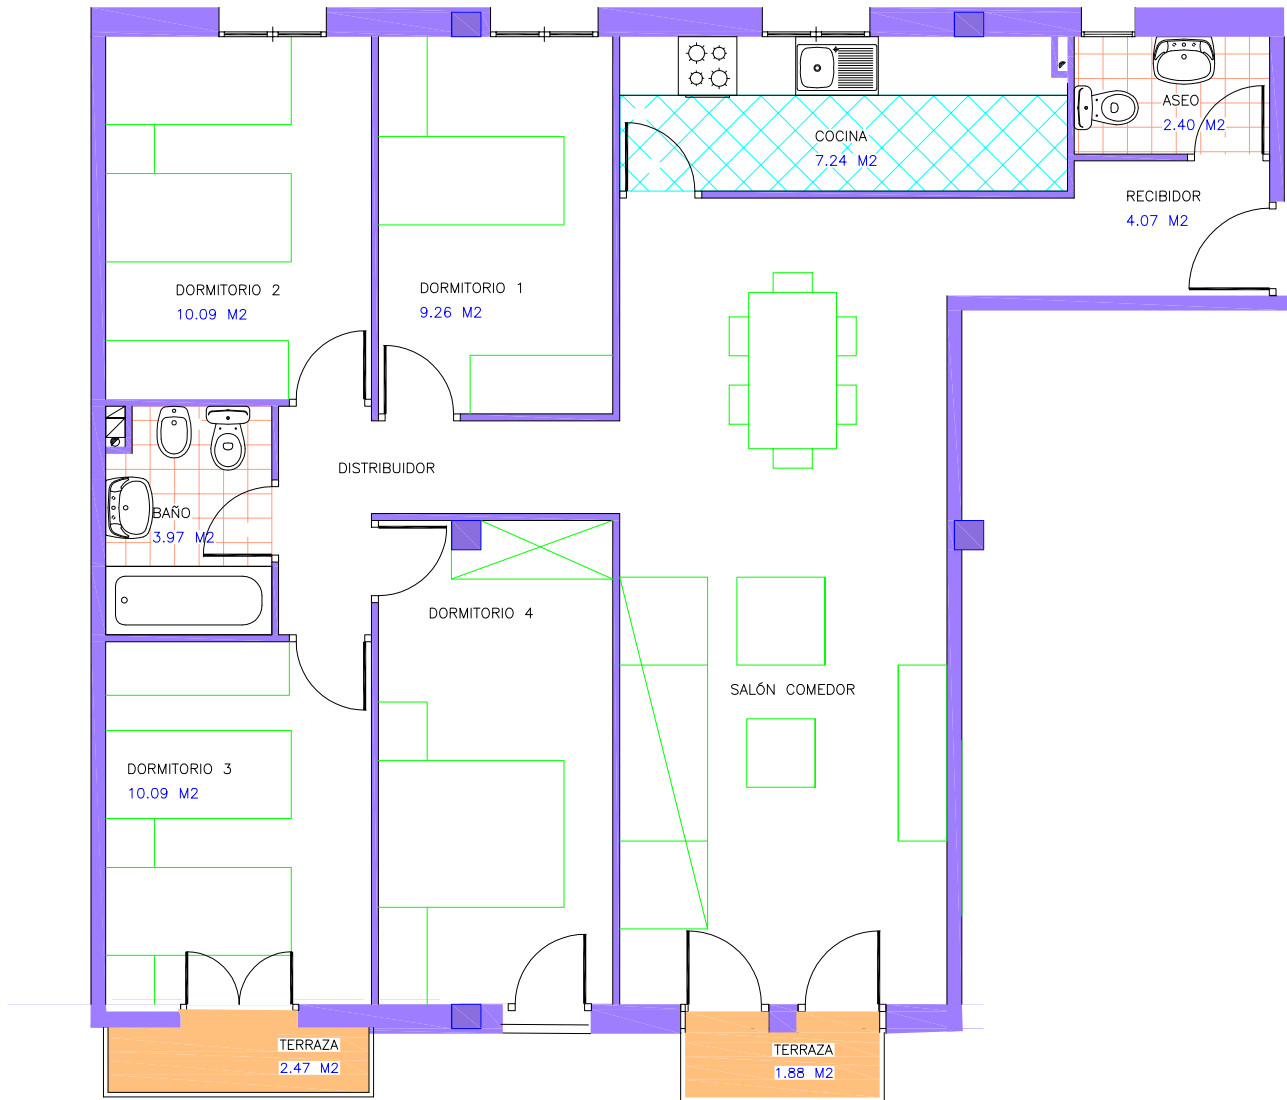 ASEO
2.40 M2
COCINA
7.24 M2
RECIBIDOR
4.07 M2
DORMITORIO 2
10.09 M2
DORMITORIO 1
9.26 M2
DISTRIBUIDOR
BAÑO
3.97 M2
DORMITORIO 4
SALÓN COMEDOR
DORMITORIO 3
10.09 M2
TERRAZA
2.47 M2
TERRAZA
1.88 M2